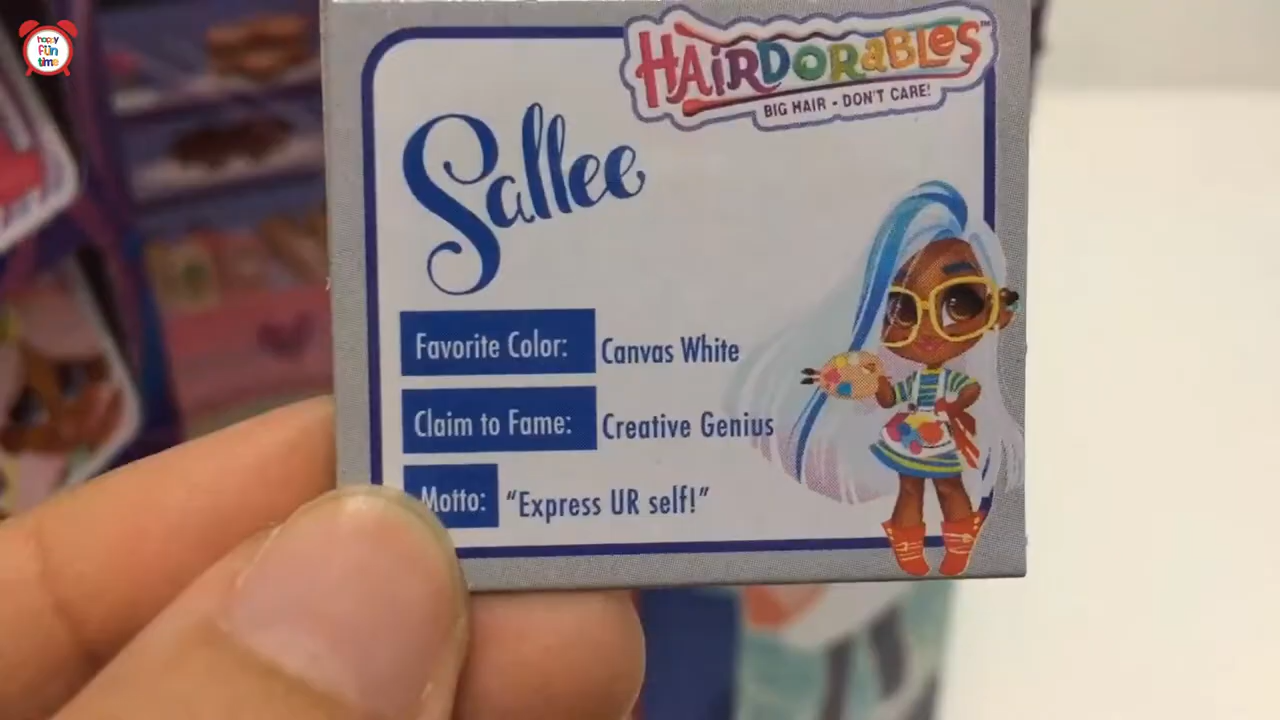 happy
fun
time
HAIRDORABLES™
BIG HAIR - DON'T CARE!
Sallee
Favorite Color: Canvas White
Claim to Fame: Creative Genius
Motto: "Express UR self!"